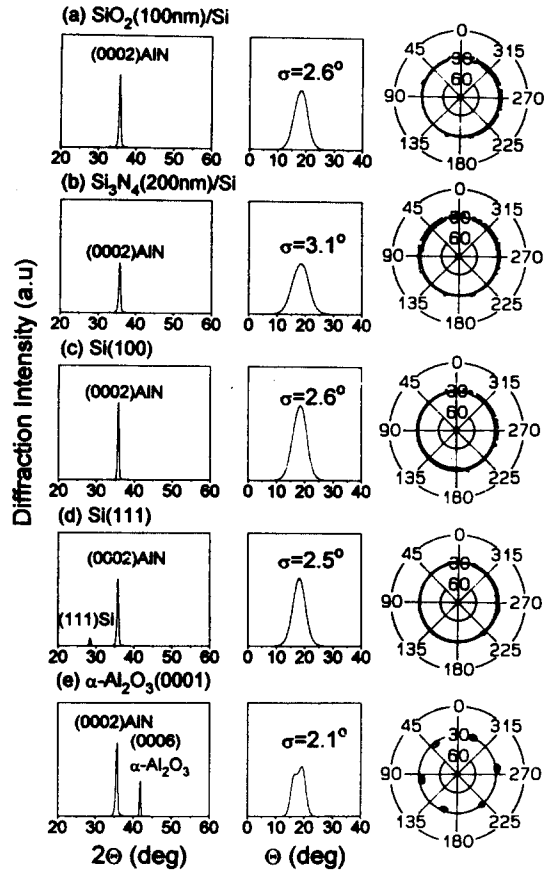 (a) SiO2(100nm)/Si
(0002)AlN
σ=2.6°
20 30 40 50 60
0 10 20 30 40
0
45 315
30
60
90 270
135 225
180
(b) Si3N4(200nm)/Si
(0002)AlN
σ=3.1°
20 30 40 50 60
0 10 20 30 40
0
45 315
30
60
90 270
135 225
180
Diffraction Intensity (a.u)
(c) Si(100)
(0002)AlN
σ=2.6°
20 30 40 50 60
0 10 20 30 40
0
45 315
30
60
90 270
135 225
180
(d) Si(111)
(0002)AlN
(111)Si
σ=2.5°
20 30 40 50 60
0 10 20 30 40
0
45 315
30
60
90 270
135 225
180
(e) α-Al2O3(0001)
(0002)AlN
(0006)
α-Al2O3
σ=2.1°
20 30 40 50 60
0 10 20 30 40
0
45 315
30
60
90 270
135 225
180
2Θ (deg)
Θ (deg)